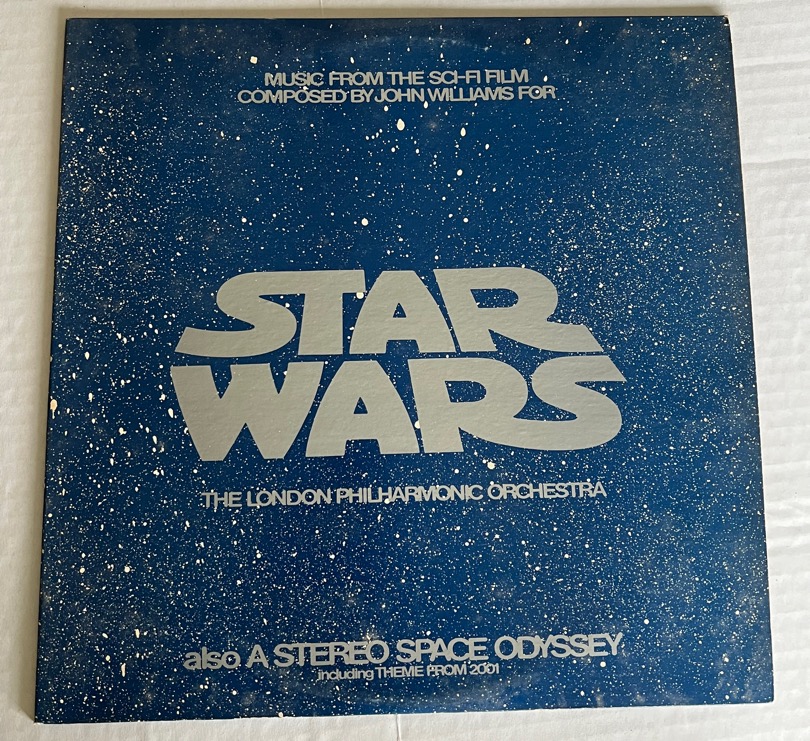 MUSIC FROM THE SCI-FI FILM
COMPOSED BY JOHN WILLIAMS FOR
STAR
WARS
THE LONDON PHILHARMONIC ORCHESTRA
also A STEREO SPACE ODYSSEY
including THEME FROM 2001